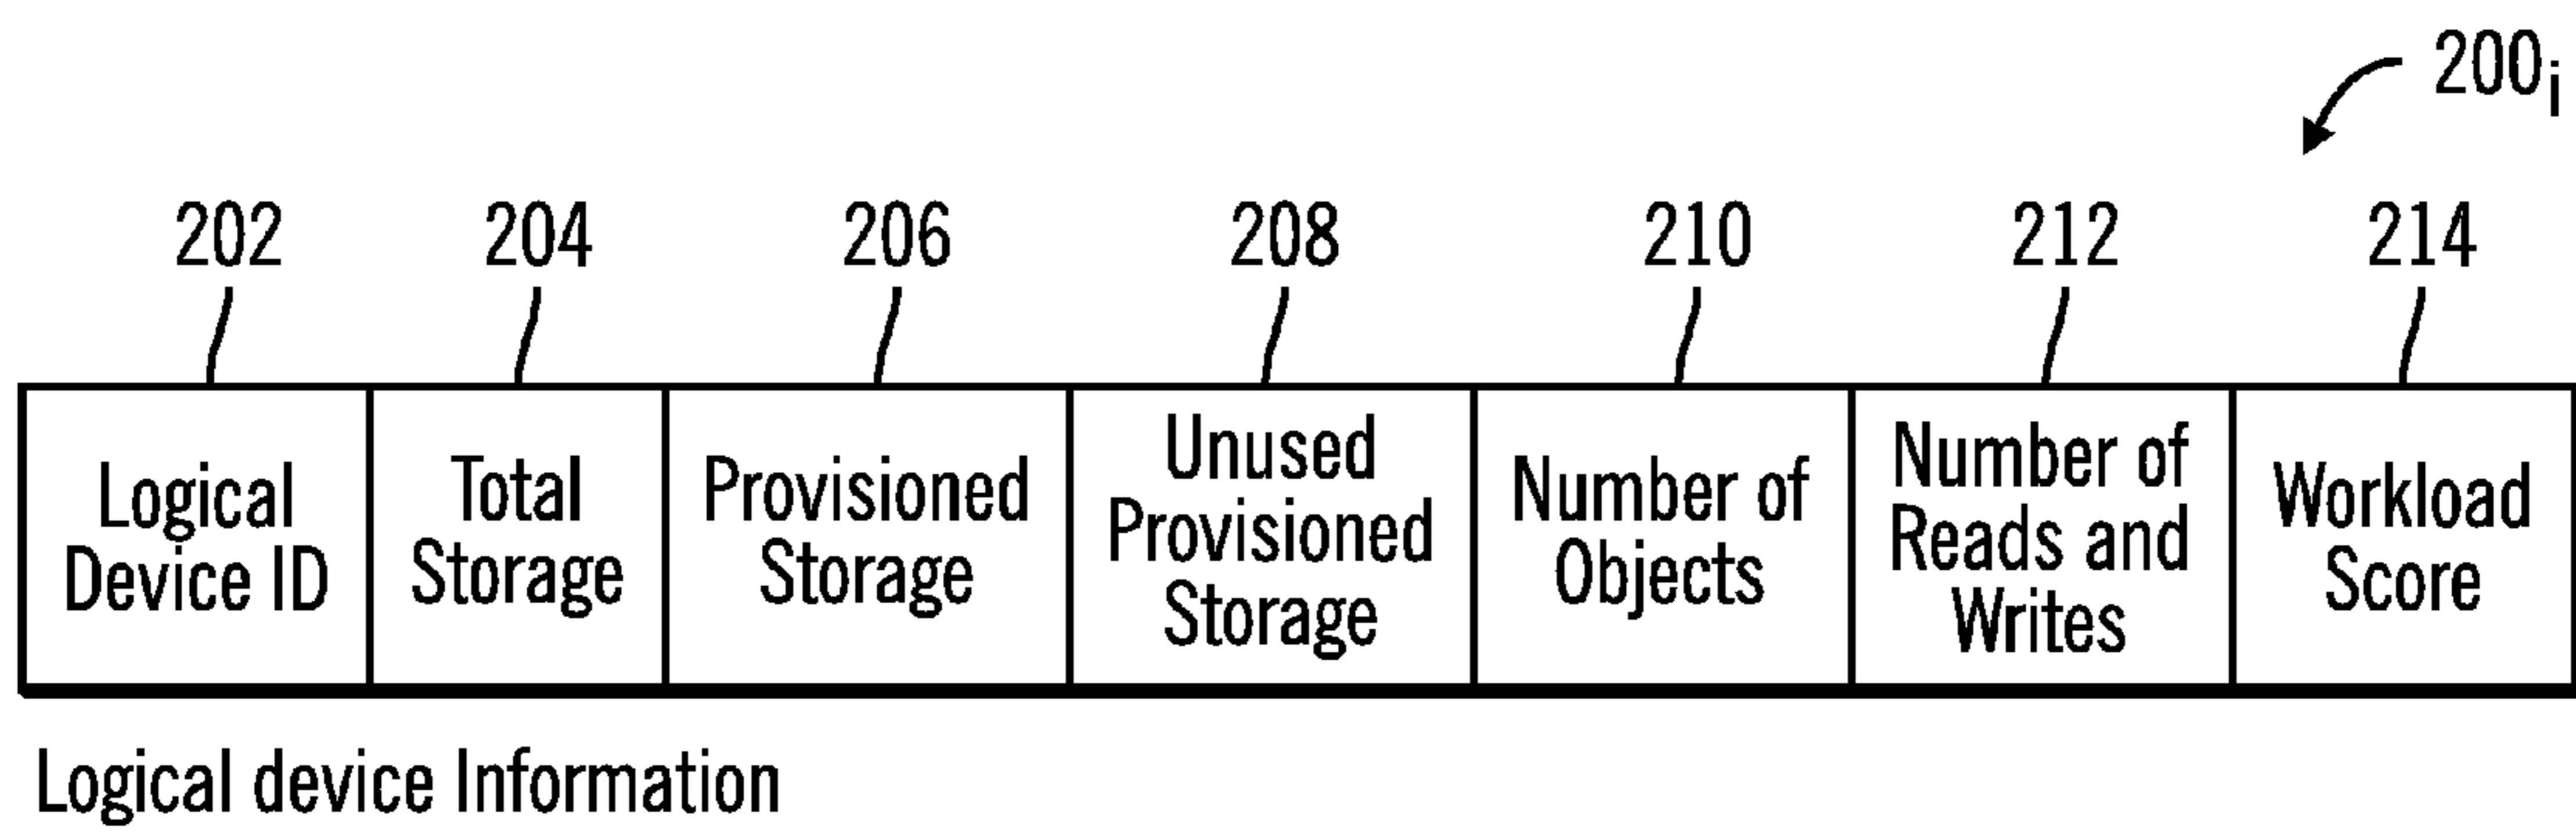 200i
202 204 206 208 210 212 214
Logical
Device ID
Total
Storage
Provisioned
Storage
Unused
Provisioned
Storage
Number of
Objects
Number of
Reads and
Writes
Workload
Score
Logical device Information